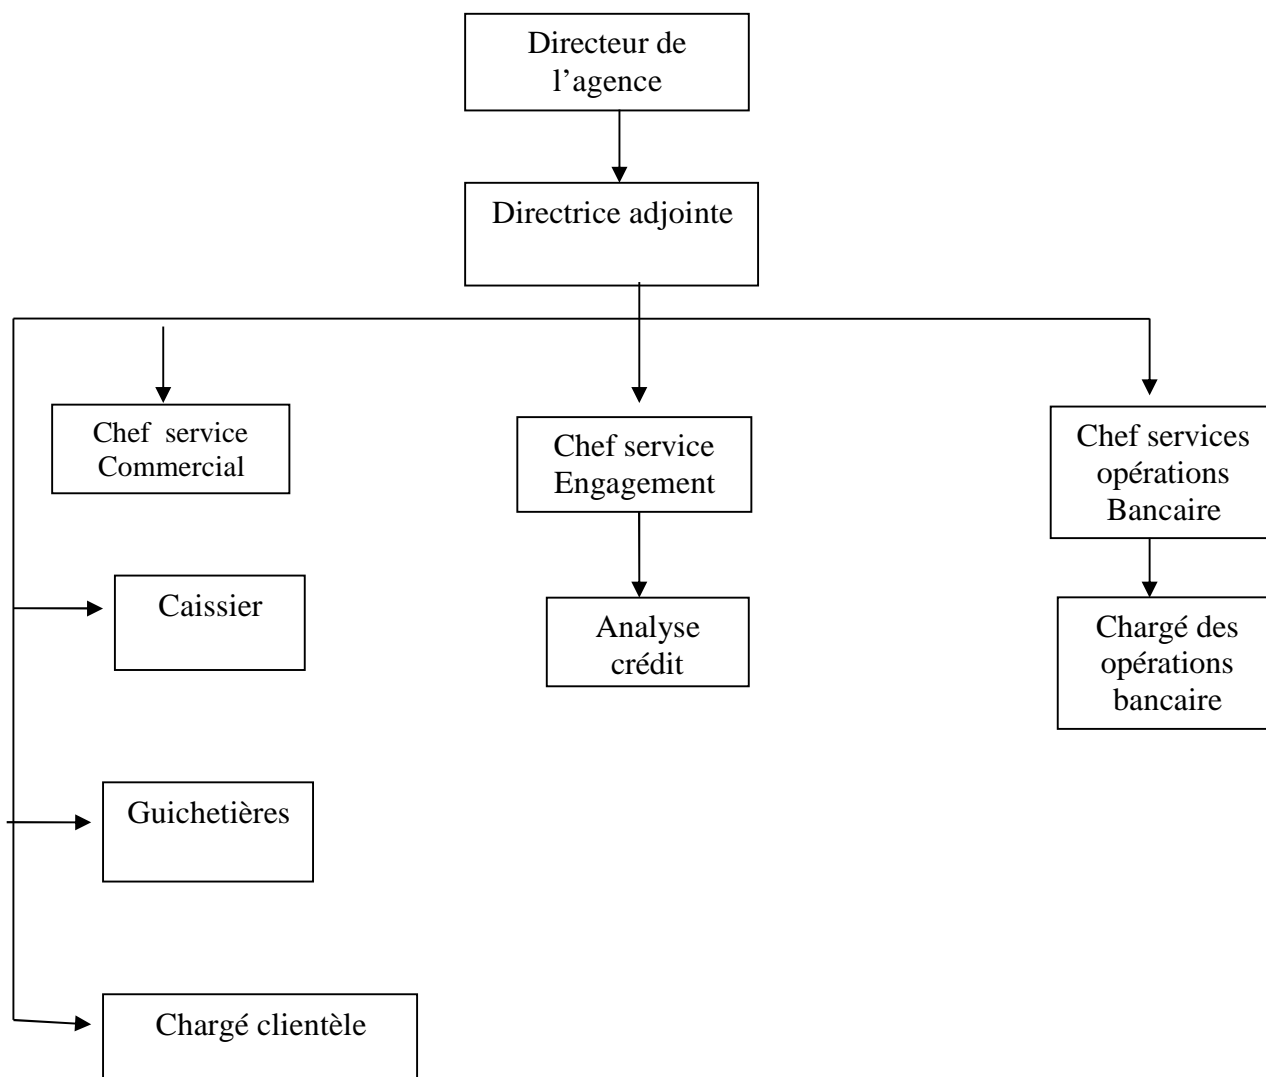 Directeur de
l’agence
Directrice adjointe
Chef service
Commercial
Chef service
Engagement
Chef services
opérations
Bancaire
Caissier
Analyse
crédit
Chargé des
opérations
bancaire
Guichetières
Chargé clientèle